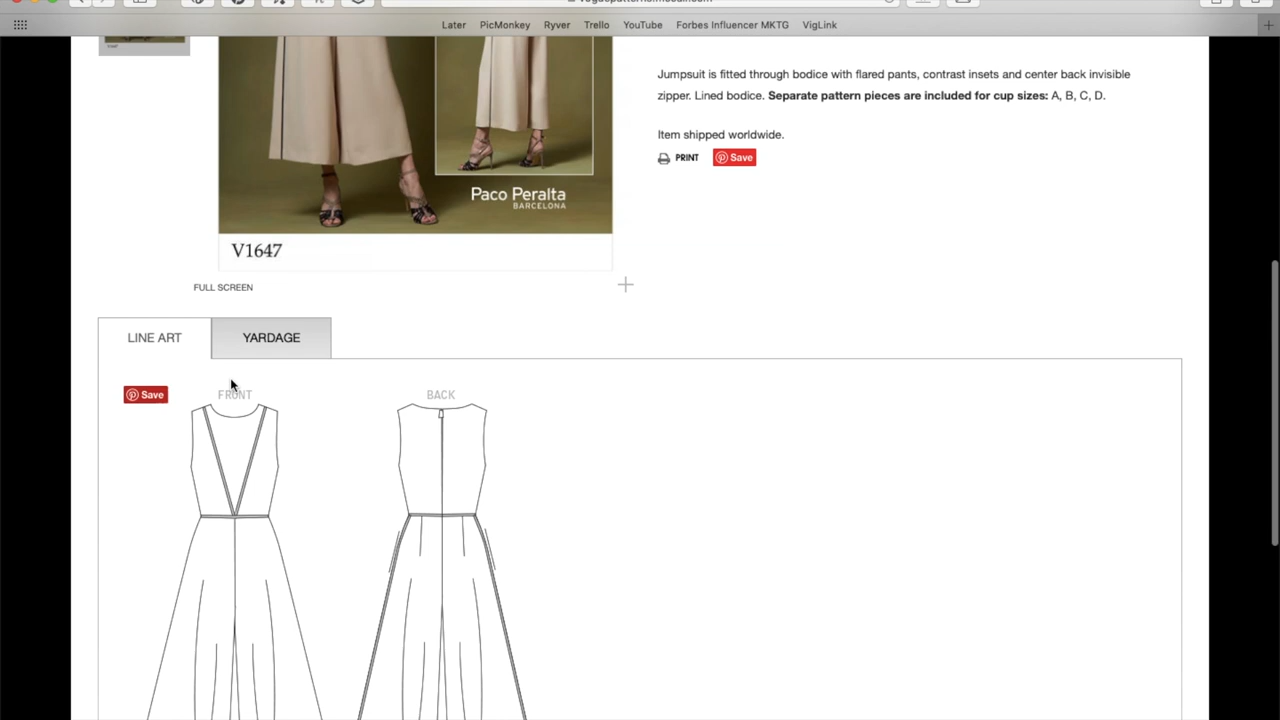 Later PicMonkey Ryver Trello YouTube Forbes Influencer MKTG VigLink
Jumpsuit is fitted through bodice with flared pants, contrast insets and center back invisible
zipper. Lined bodice. Separate pattern pieces are included for cup sizes: A, B, C, D.
Item shipped worldwide.
PRINT Save
Paco Peralta
BARCELONA
V1647
FULL SCREEN
LINE ART YARDAGE
Save FRONT BACK